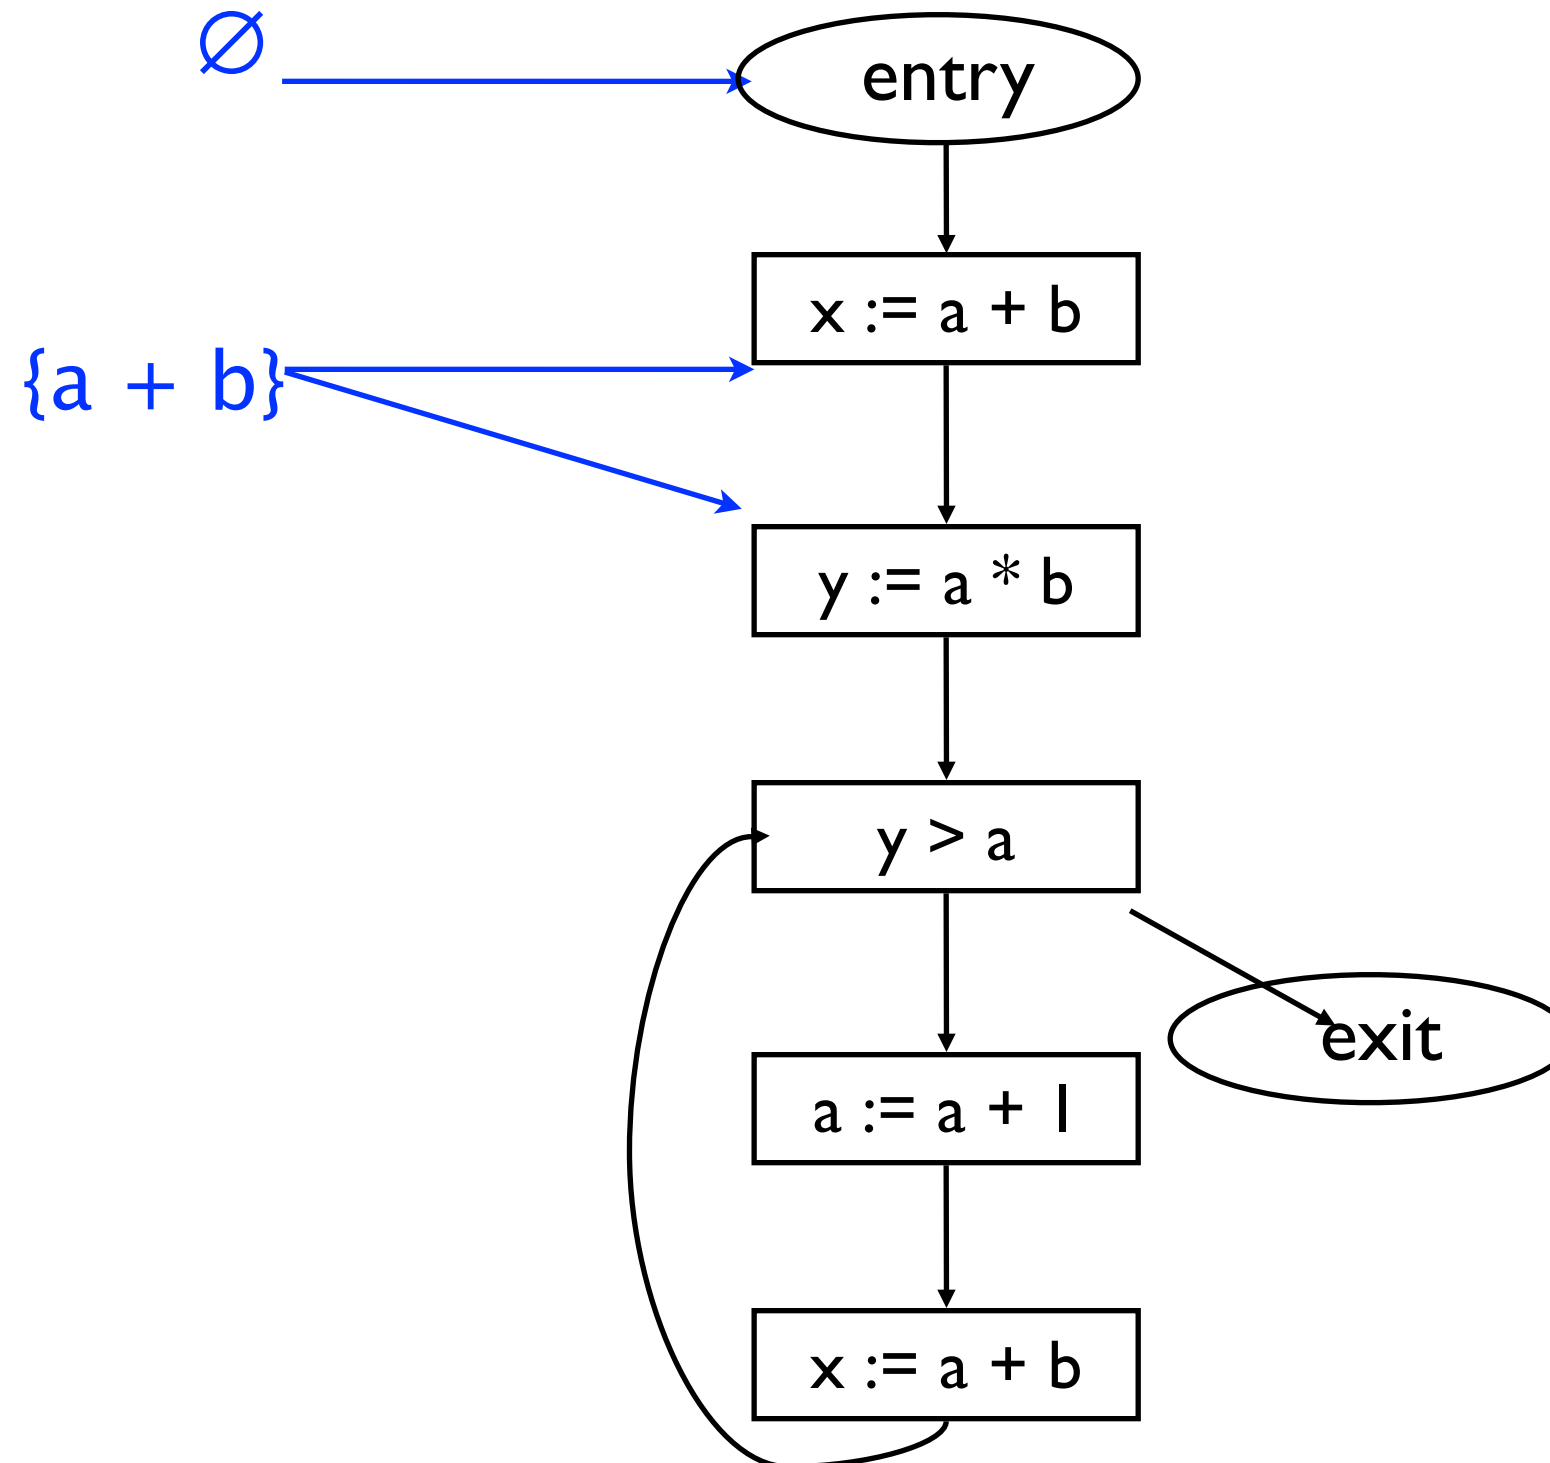 ∅
entry
x := a + b
{a + b}
y := a * b
y > a
exit
a := a + 1
x := a + b